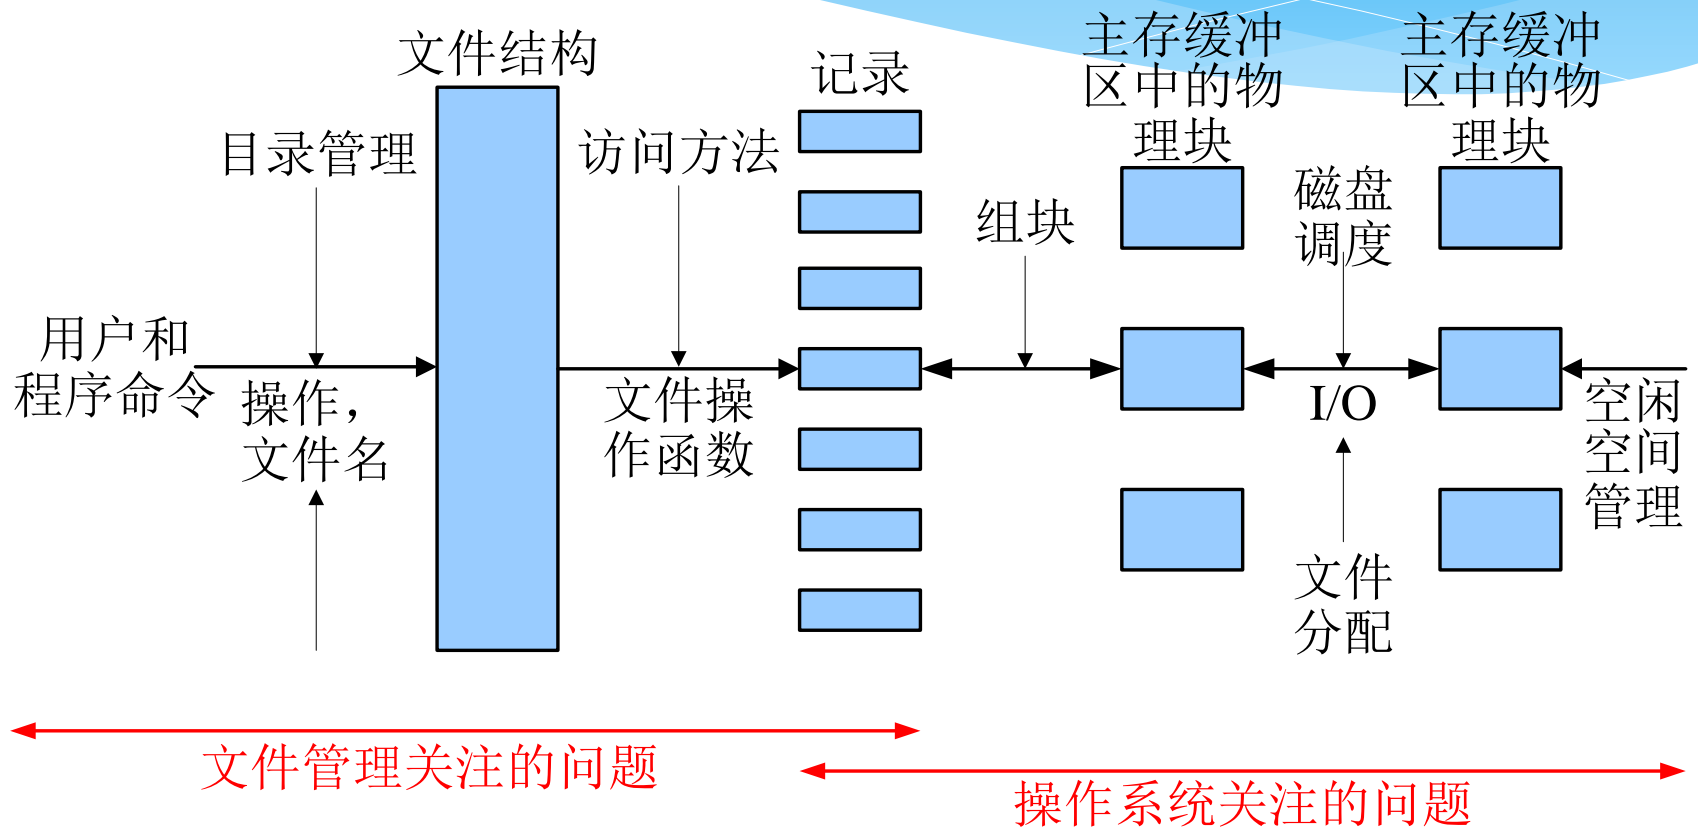 文件结构
记录
主存缓冲
区中的物
理块
主存缓冲
区中的物
理块
目录管理
访问方法
组块
磁盘
调度
用户和
程序命令
操作，
文件名
文件操
作函数
I/O
空闲
空间
管理
文件
分配
文件管理关注的问题
操作系统关注的问题